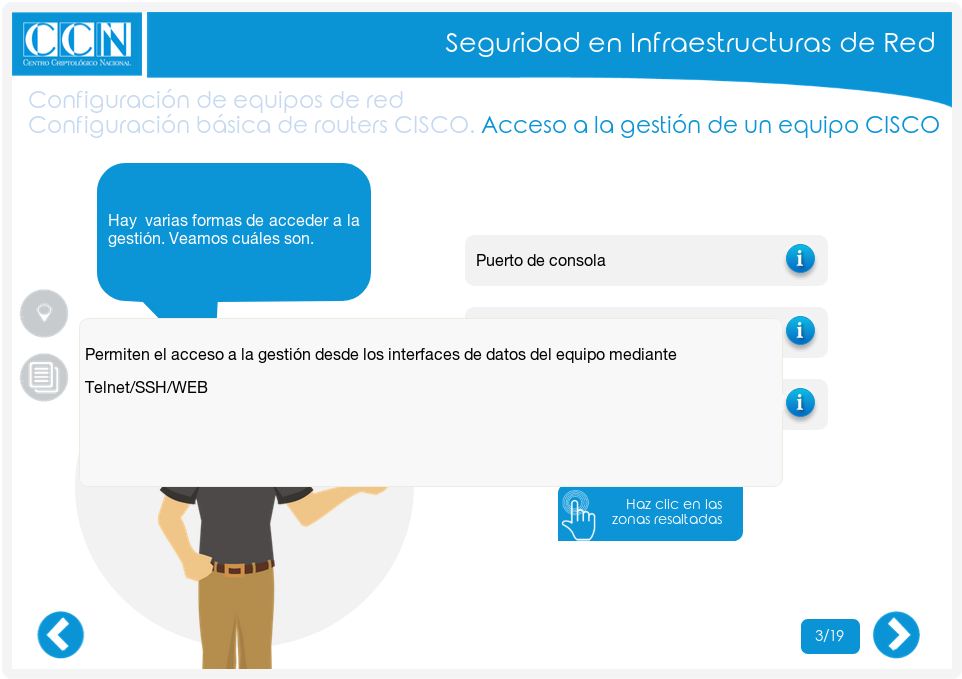 CCN
CENTRO CRIPTOLÓGICO NACIONAL
Seguridad en Infraestructuras de Red
Configuración de equipos de red
Configuración básica de routers CISCO. Acceso a la gestión de un equipo CISCO
Hay varias formas de acceder a la
gestión. Veamos cuáles son.
Puerto de consola
i
i
Permiten el acceso a la gestión desde los interfaces de datos del equipo mediante
Telnet/SSH/WEB
i
Haz clic en las
zonas resaltadas
3/19